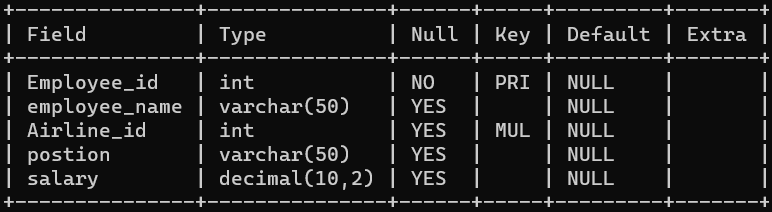 +---------------+---------------+------+-----+---------+-------+
| Field         | Type          | Null | Key | Default | Extra |
+---------------+---------------+------+-----+---------+-------+
| Employee_id   | int           | NO   | PRI | NULL    |       |
| employee_name | varchar(50)   | YES  |     | NULL    |       |
| Airline_id    | int           | YES  | MUL | NULL    |       |
| postion       | varchar(50)   | YES  |     | NULL    |       |
| salary        | decimal(10,2) | YES  |     | NULL    |       |
+---------------+---------------+------+-----+---------+-------+